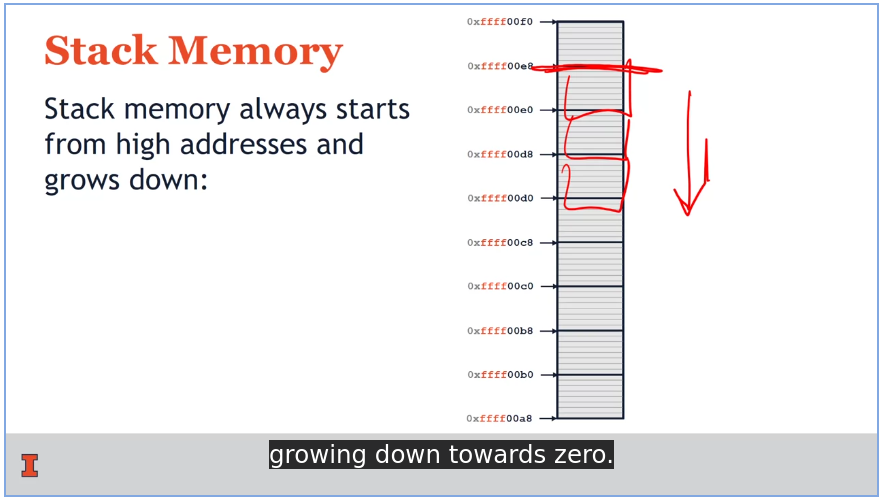 Stack Memory
Stack memory always starts
from high addresses and
grows down:
0xffff00f0
0xffff00e8
0xffff00e0
0xffff00d8
0xffff00d0
0xffff00c8
0xffff00c0
0xffff00b8
0xffff00b0
0xffff00a8
growing down towards zero.
I